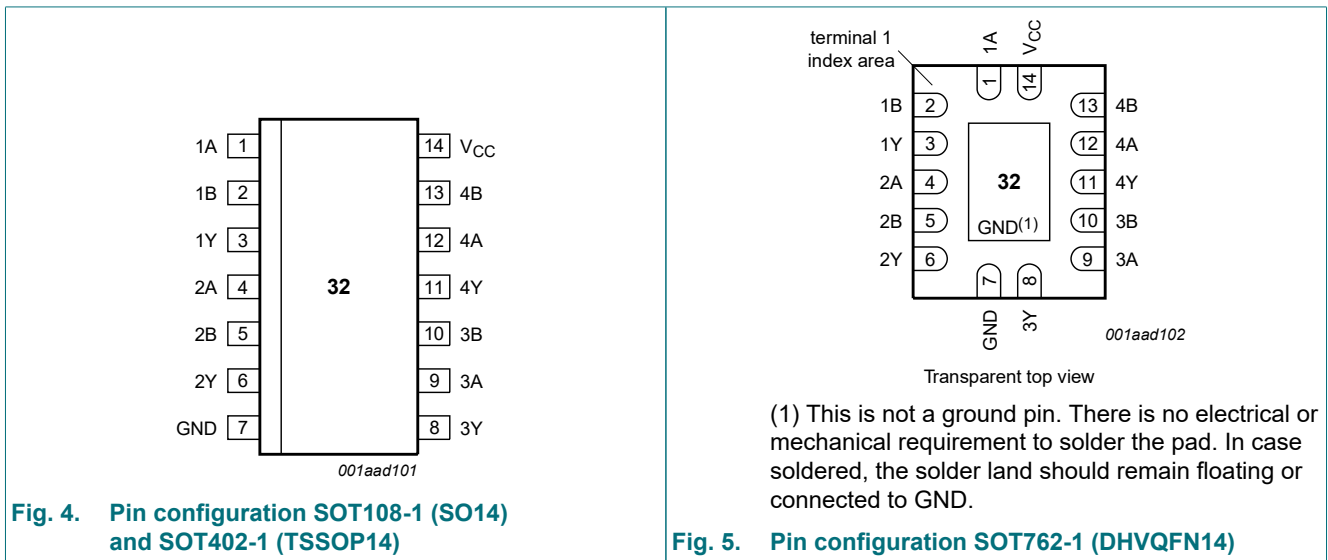 1A 1
1B 2
1Y 3
2A 4
2B 5
2Y 6
GND 7
32
14 VCC
13 4B
12 4A
11 4Y
10 3B
9 3A
8 3Y
001aad101
Fig. 4. Pin configuration SOT108-1 (SO14)
and SOT402-1 (TSSOP14)
terminal 1
index area
1A VCC
1 14
1B 2
1Y 3
2A 4
2B 5
2Y 6
32
GND(1)
13 4B
12 4A
11 4Y
10 3B
9 3A
7 8
GND 3Y
001aad102
Transparent top view
(1) This is not a ground pin. There is no electrical or
mechanical requirement to solder the pad. In case
soldered, the solder land should remain floating or
connected to GND.
Fig. 5. Pin configuration SOT762-1 (DHVQFN14)